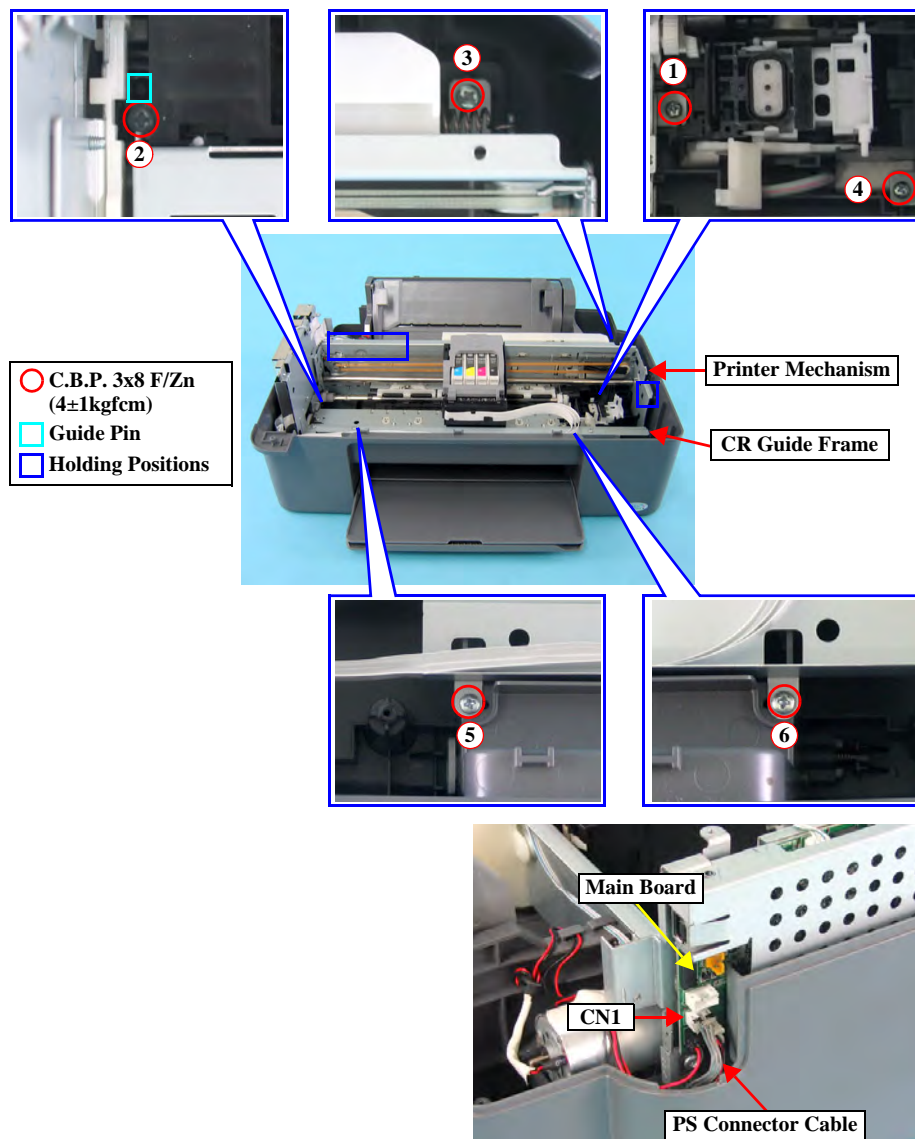 3
1
2
4
C.B.P. 3x8 F/Zn
(4±1kgfcm)
Guide Pin
Holding Positions
Printer Mechanism
CR Guide Frame
5
6
Main Board
CN1
PS Connector Cable